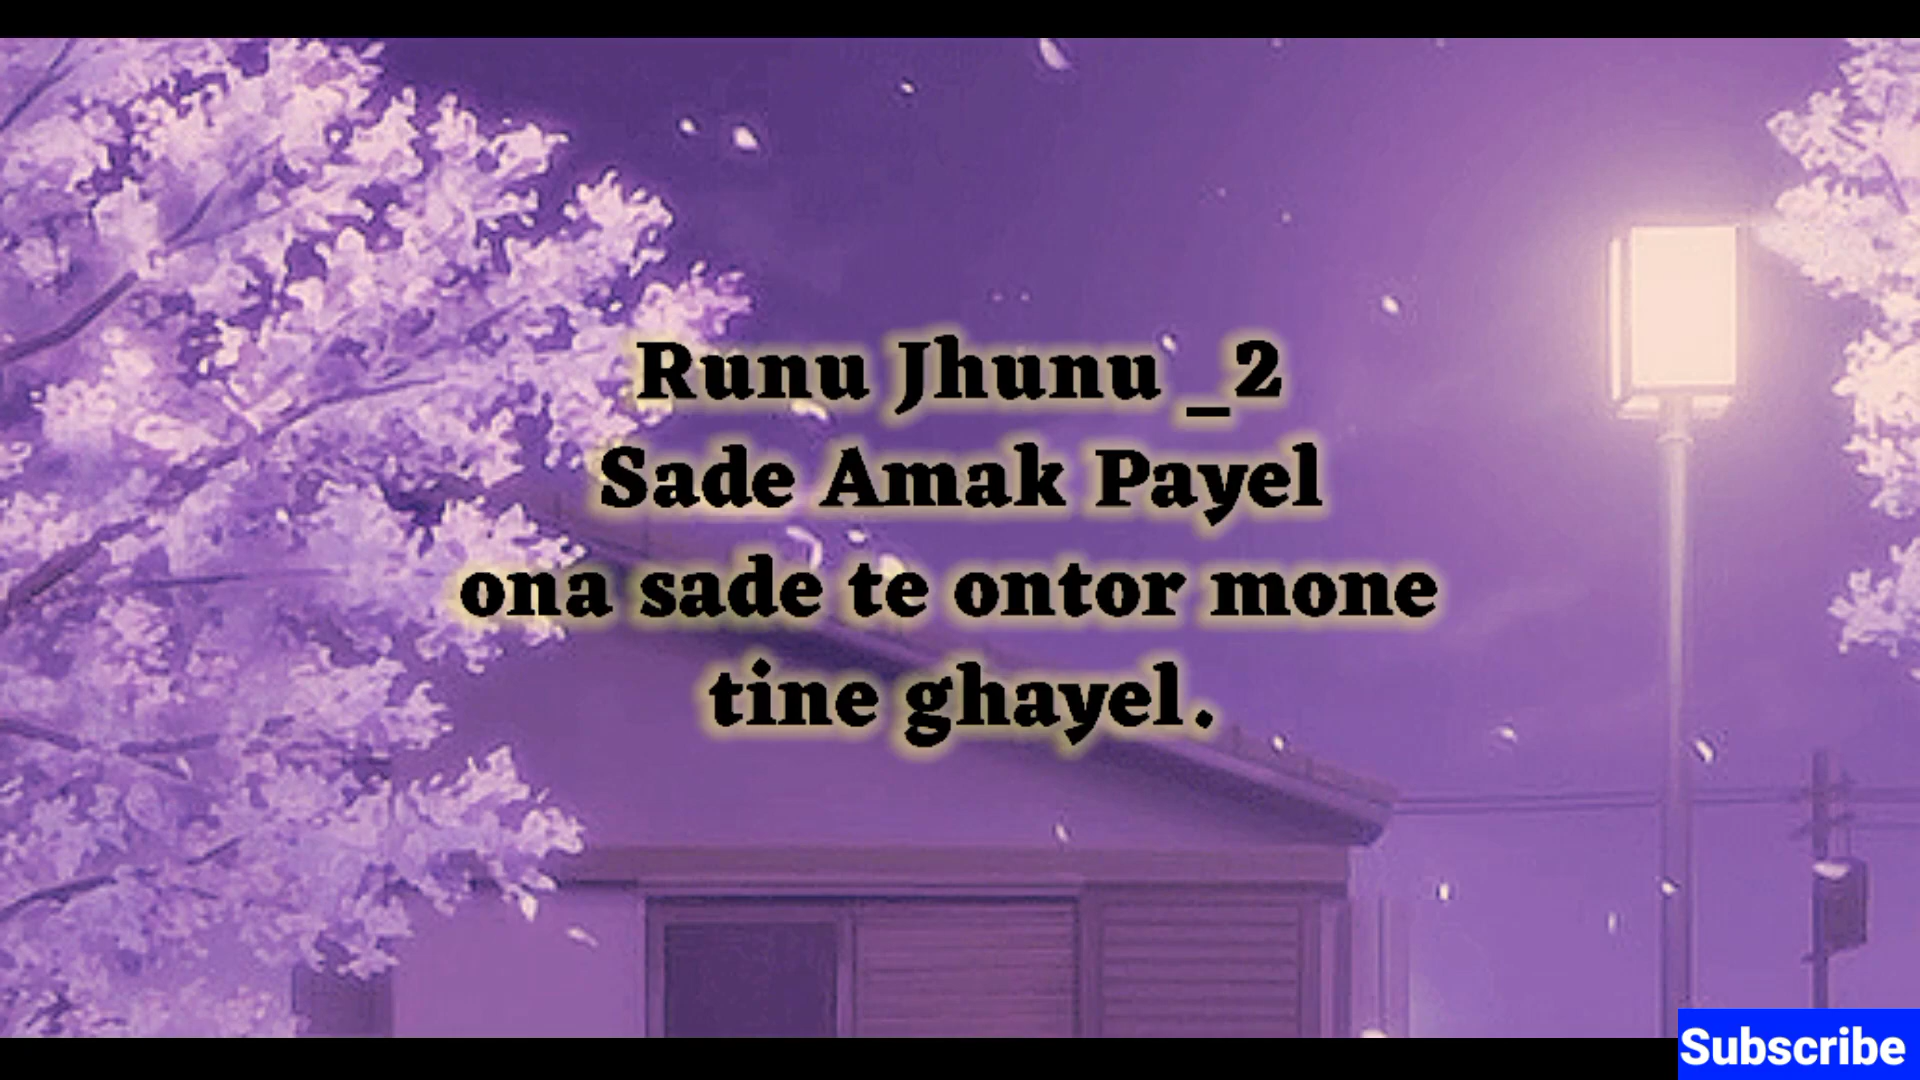 Runu Jhunu _2
Sade Amak Payel
ona sade te ontor mone
tine ghayel.
Subscribe